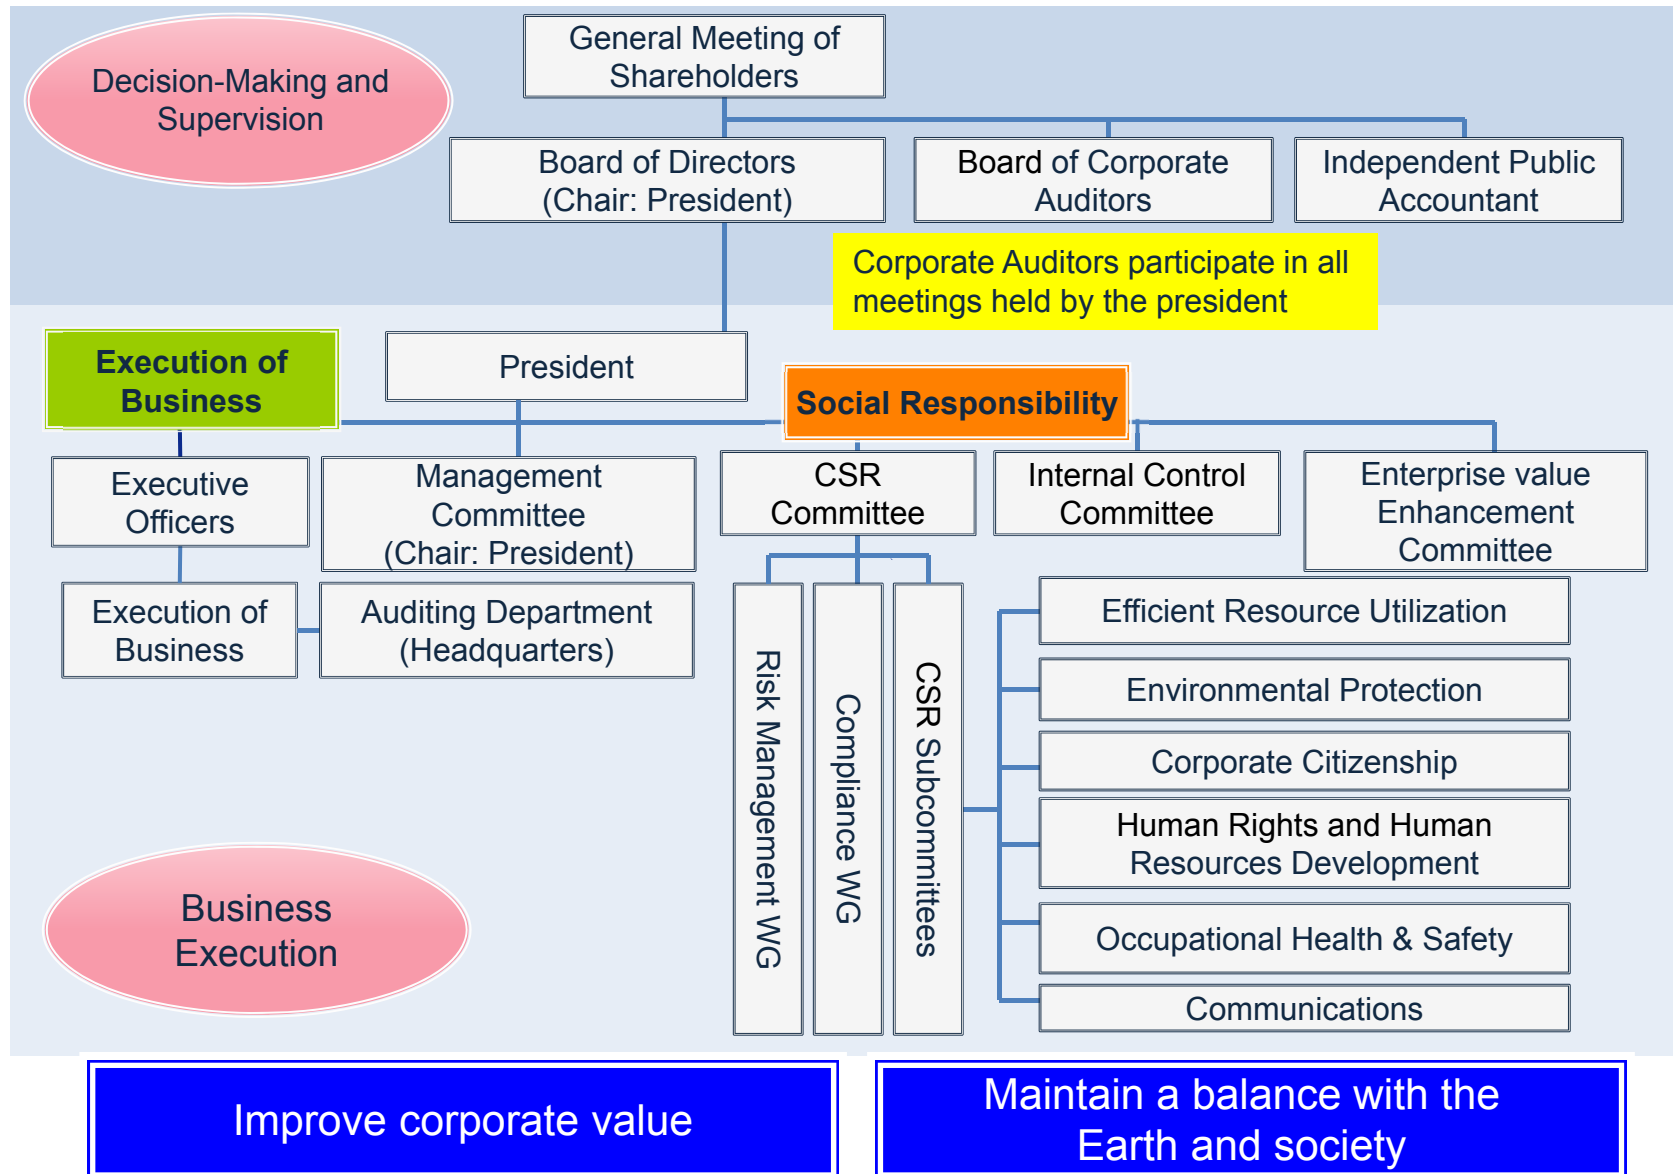 Decision-Making and
Supervision
General Meeting of
Shareholders
Board of Directors
(Chair: President)
Board of Corporate
Auditors
Independent Public
Accountant
Corporate Auditors participate in all
meetings held by the president
Execution of
Business
President
Social Responsibility
Executive
Officers
Management
Committee
(Chair: President)
CSR
Committee
Internal Control
Committee
Enterprise value
Enhancement
Committee
Execution of
Business
Auditing Department
(Headquarters)
Risk Management WG
Compliance WG
CSR Subcommittees
Efficient Resource Utilization
Environmental Protection
Corporate Citizenship
Human Rights and Human
Resources Development
Occupational Health & Safety
Communications
Business
Execution
Improve corporate value
Maintain a balance with the
Earth and society